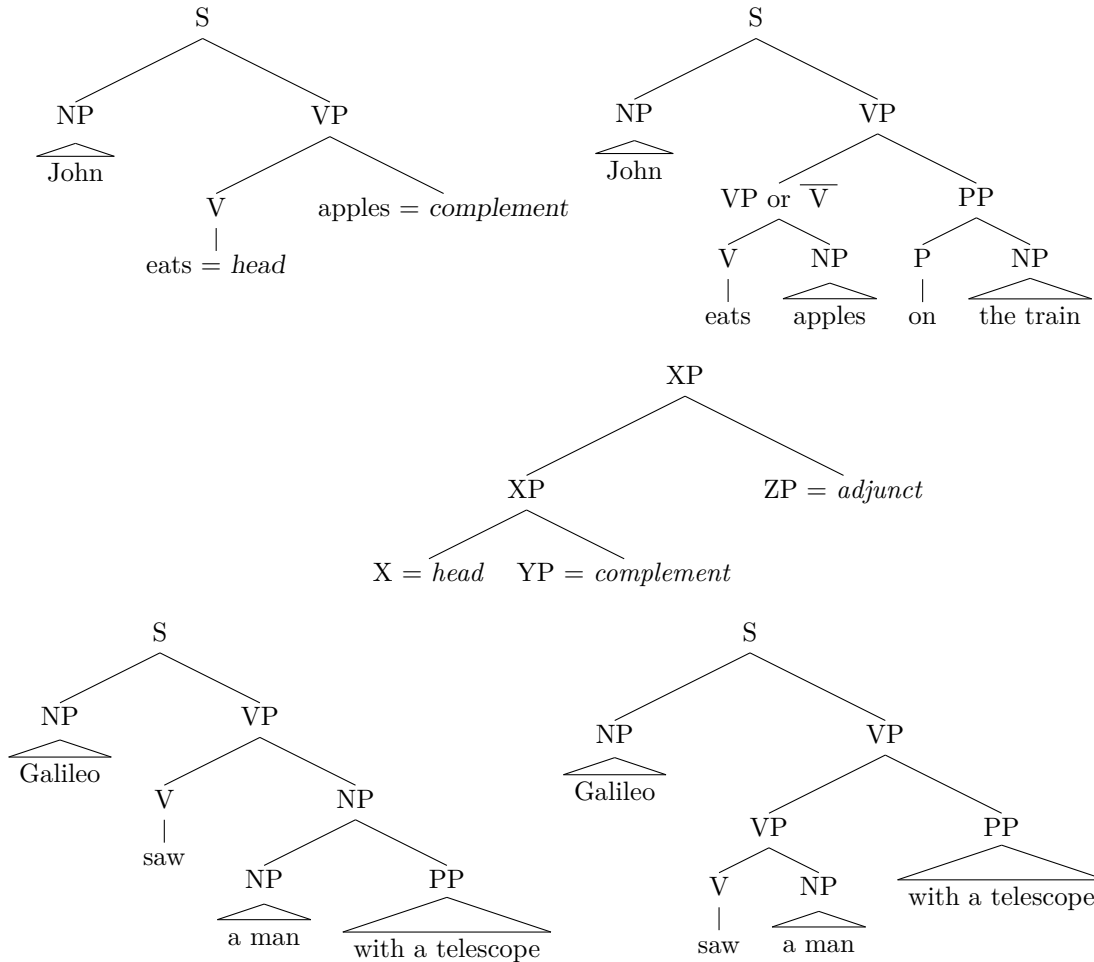 S
NP VP
John
V apples = complement
eats = head
S
NP VP
John
VP or V̅ PP
V NP P NP
eats apples on the train
XP
XP ZP = adjunct
X = head YP = complement
S
NP VP
Galileo
V NP
saw
NP PP
a man with a telescope
S
NP VP
Galileo
VP PP
V NP with a telescope
saw a man